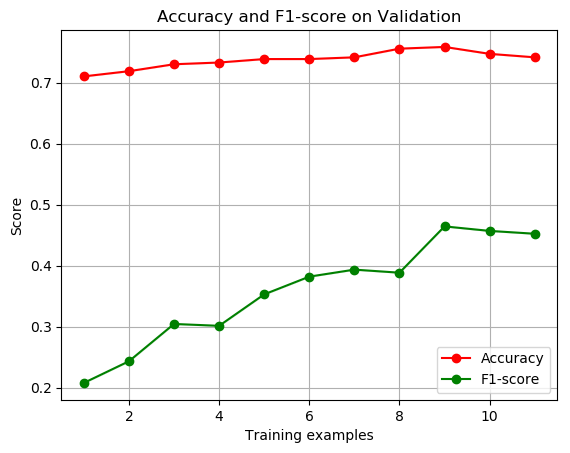 Accuracy and F1-score on Validation
0.7
0.6
0.5
0.4
0.3
0.2
Score
2 4 6 8 10
Training examples
Accuracy
F1-score